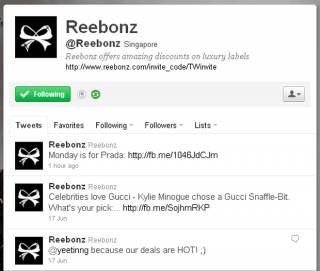 Reebonz
@Reebonz Singapore
Reebonz offers amazing discounts on luxury labels
http://www.reebonz.com/invite_code/TWinvite
Following
Tweets Favorites Following Followers Lists
Reebonz Reebonz
Monday is for Prada: http://fb.me/1046JdCJm
1 hour ago
Reebonz Reebonz
Celebrities love Gucci - Kylie Minogue chose a Gucci Snaffle-Bit.
What's your pick:... http://fb.me/SojhrnRKP
17 Jun
Reebonz Reebonz
@yeetinng because our deals are HOT! ;)
17 Jun